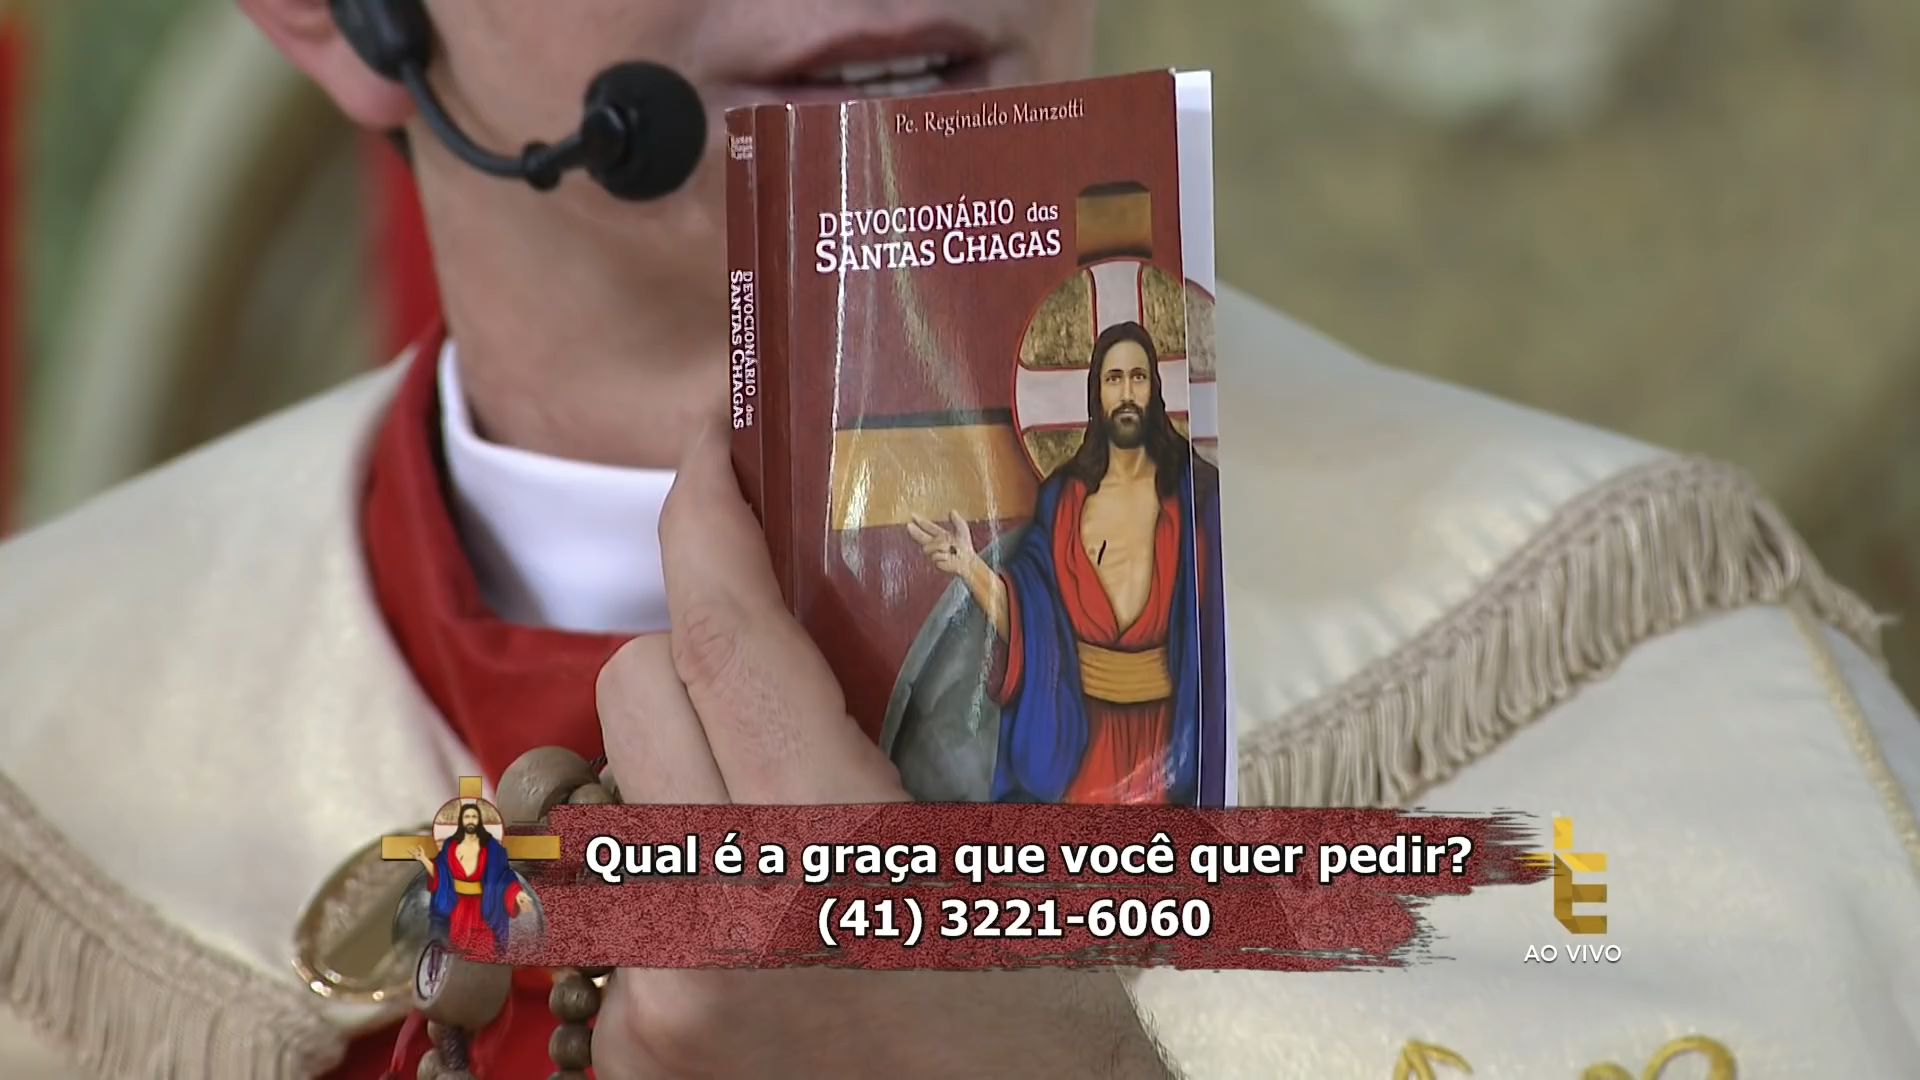 Pe. Reginaldo Manzotti
DEVOCIONÁRIO das
SANTAS CHAGAS
DEVOCIONÁRIO das
SANTAS CHAGAS
Qual é a graça que você quer pedir?
(41) 3221-6060
AO VIVO